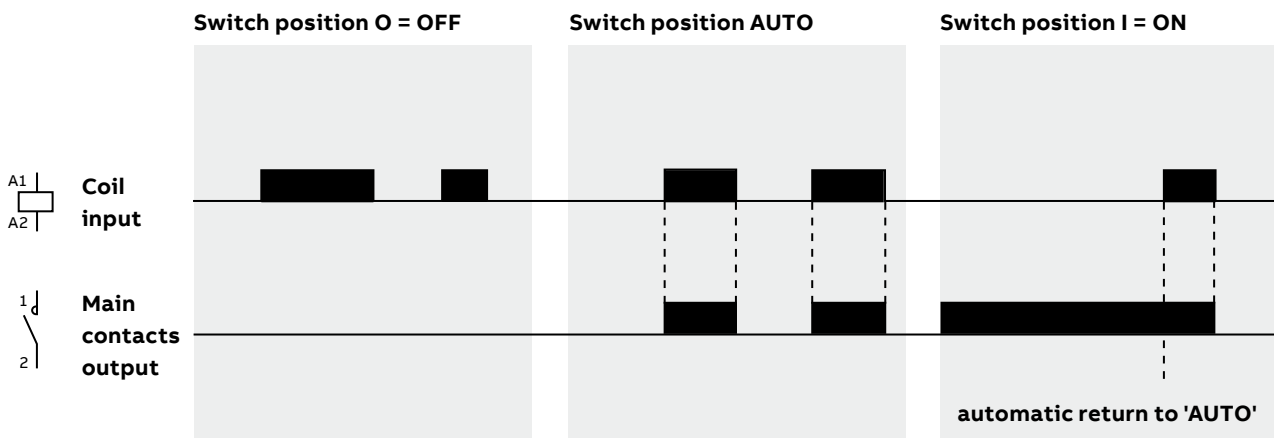 Switch position O = OFF
Switch position AUTO
Switch position I = ON
A1
A2
Coil
input
1
2
Main
contacts
output
automatic return to 'AUTO'